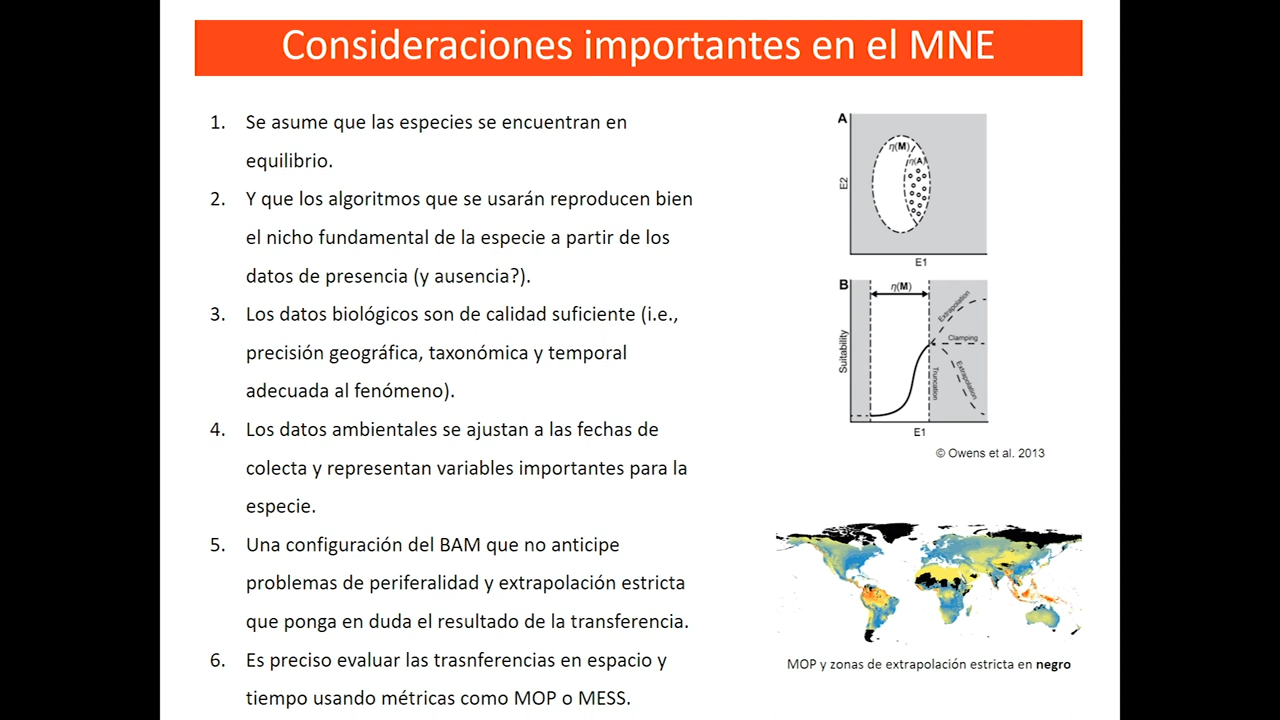 Consideraciones importantes en el MNE
1. Se asume que las especies se encuentran en
equilibrio.
2. Y que los algoritmos que se usarán reproducen bien
el nicho fundamental de la especie a partir de los
datos de presencia (y ausencia?).
3. Los datos biológicos son de calidad suficiente (i.e.,
precisión geográfica, taxonómica y temporal
adecuada al fenómeno).
4. Los datos ambientales se ajustan a las fechas de
colecta y representan variables importantes para la
especie.
5. Una configuración del BAM que no anticipe
problemas de periferalidad y extrapolación estricta
que ponga en duda el resultado de la transferencia.
6. Es preciso evaluar las trasnferencias en espacio y
tiempo usando métricas como MOP o MESS.
A
η(M)
η(A)
E2
E1
B
η(M)
Extrapolation
Clamping
Extrapolation
Truncation
Suitability
E1
© Owens et al. 2013
MOP y zonas de extrapolación estricta en negro